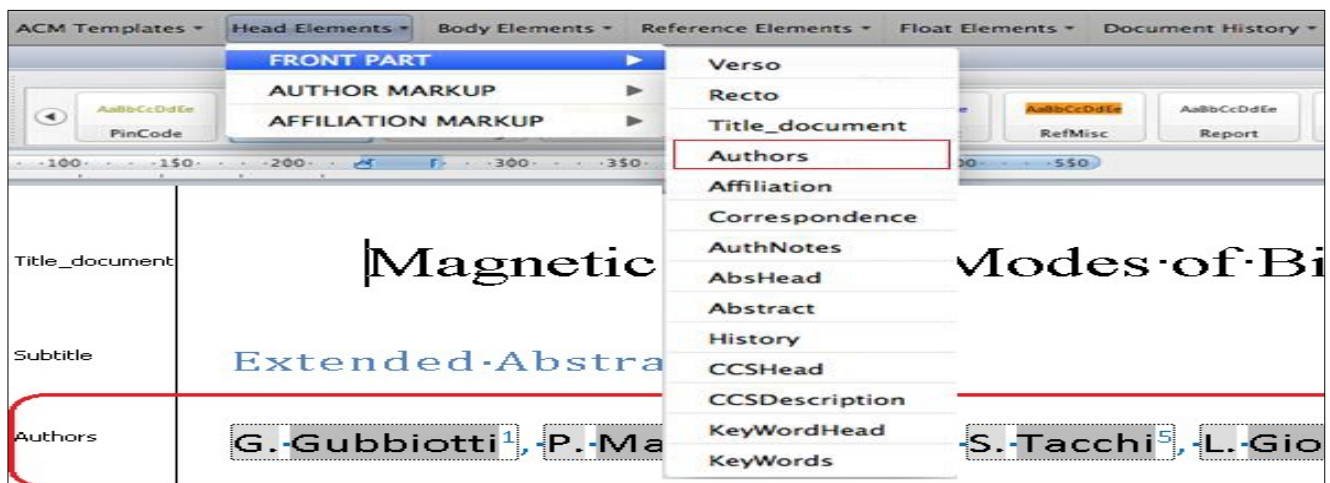 ACM Templates Head Elements Body Elements Reference Elements Float Elements Document History
FRONT PART
AUTHOR MARKUP
AFFILIATION MARKUP
Verso
Recto
Title_document
Authors
Affiliation
Correspondence
AuthNotes
AbsHead
Abstract
History
CCSHead
CCSDescription
KeyWordHead
KeyWords
AaBbCcDdEe AaBbCcDdEe AaBbCcDdEe
PinCode RefMisc Report
100 150 200 300 350 550
Title_document Magnetic Modes·of·Bi
Subtitle Extended·Abstra
Authors G.·Gubbiotti1,·P.·Ma S.·Tacchi5,·L.·Gio